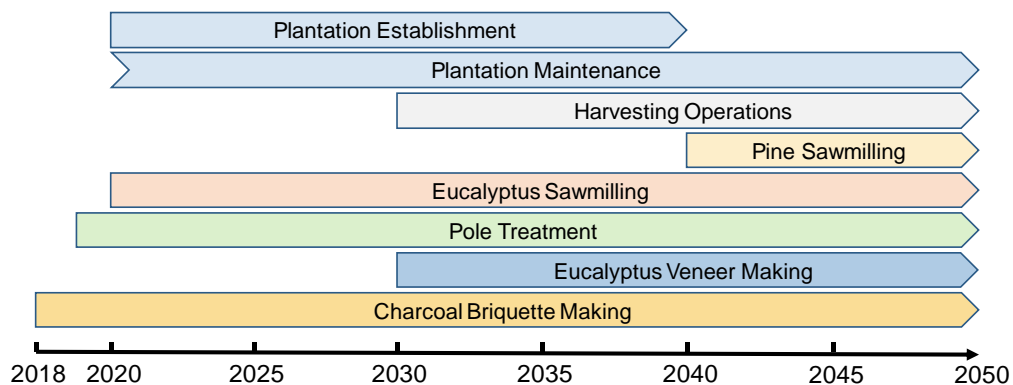 Plantation Establishment
Plantation Maintenance
Harvesting Operations
Pine Sawmilling
Eucalyptus Sawmilling
Pole Treatment
Eucalyptus Veneer Making
Charcoal Briquette Making
2018 2020 2025 2030 2035 2040 2045 2050